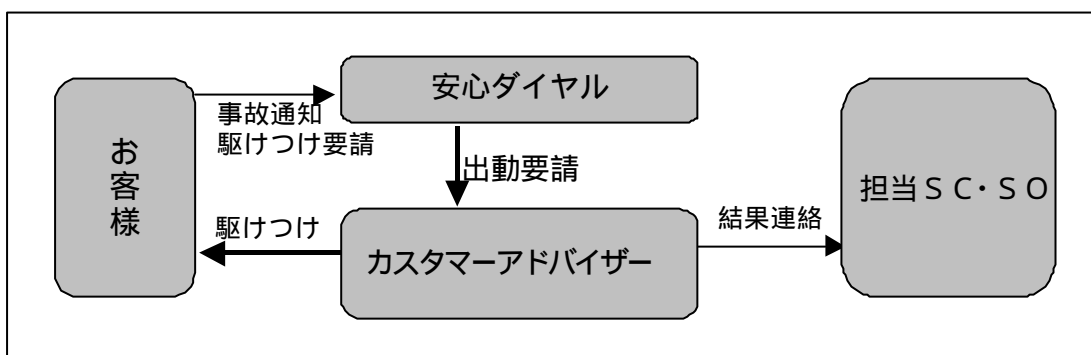 お客様
事故通知
駆けつけ要請
安心ダイヤル
出動要請
駆けつけ
カスタマーアドバイザー
結果連絡
担当ＳＣ・ＳＯ